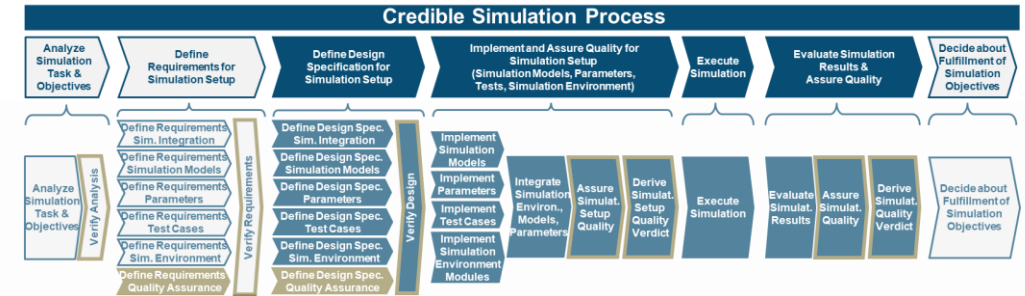 Credible Simulation Process
Analyze
Simulation
Task &
Objectives
Define
Requirements for
Simulation Setup
Define Design
Specification for
Simulation Setup
Implement and Assure Quality for
Simulation Setup
(Simulation Models, Parameters,
Tests, Simulation Environment)
Execute
Simulation
Evaluate Simulation
Results &
Assure Quality
Decide about
Fulfillment of
Simulation
Objectives
Analyze
Simulation
Task &
Objectives
Verify Analysis
Define Requirements
Sim. Integration
Define Requirements
Simulation Models
Define Requirements
Parameters
Define Requirements
Test Cases
Define Requirements
Sim. Environment
Define Requirements
Quality Assurance
Verify Requirements
Define Design Spec.
Sim. Integration
Define Design Spec.
Simulation Models
Define Design Spec.
Parameters
Define Design Spec.
Test Cases
Define Design Spec.
Sim. Environment
Define Design Spec.
Quality Assurance
Verify Design
Implement
Simulation
Models
Implement
Parameters
Implement
Test Cases
Implement
Simulation
Environment
Modules
Integrate
Simulation
Environ.,
Models,
Parameters
Assure
Simulat.
Setup
Quality
Derive
Simulat.
Setup
Quality
Verdict
Execute
Simulation
Evaluate
Simulat.
Results
Assure
Simulat.
Quality
Derive
Simulat.
Quality
Verdict
Decide about
Fulfillment of
Simulation
Objectives